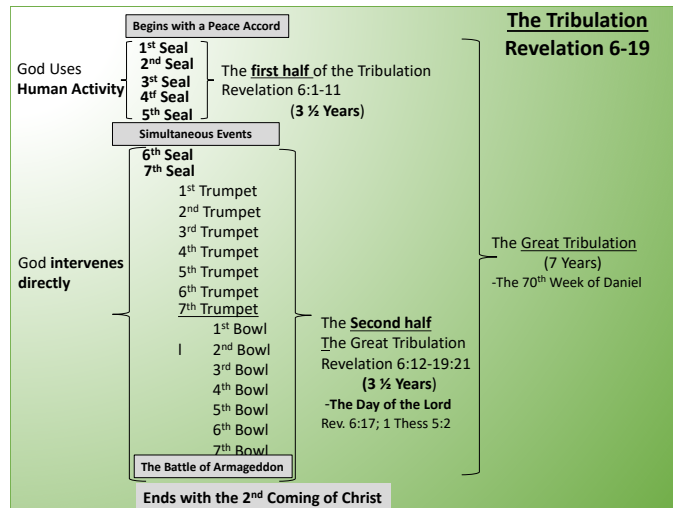 The Tribulation
Revelation 6-19
Begins with a Peace Accord
God Uses
Human Activity
1st Seal
2nd Seal
3st Seal
4tf Seal
5th Seal
The first half of the Tribulation
Revelation 6:1-11
(3 ½ Years)
Simultaneous Events
6th Seal
7th Seal
1st Trumpet
2nd Trumpet
3rd Trumpet
4th Trumpet
5th Trumpet
6th Trumpet
7th Trumpet
God intervenes
directly
1st Bowl
I 2nd Bowl
3rd Bowl
4th Bowl
5th Bowl
6th Bowl
7th Bowl
The Second half
The Great Tribulation
Revelation 6:12-19:21
(3 ½ Years)
-The Day of the Lord
Rev. 6:17; 1 Thess 5:2
The Great Tribulation
(7 Years)
-The 70th Week of Daniel
The Battle of Armageddon
Ends with the 2nd Coming of Christ